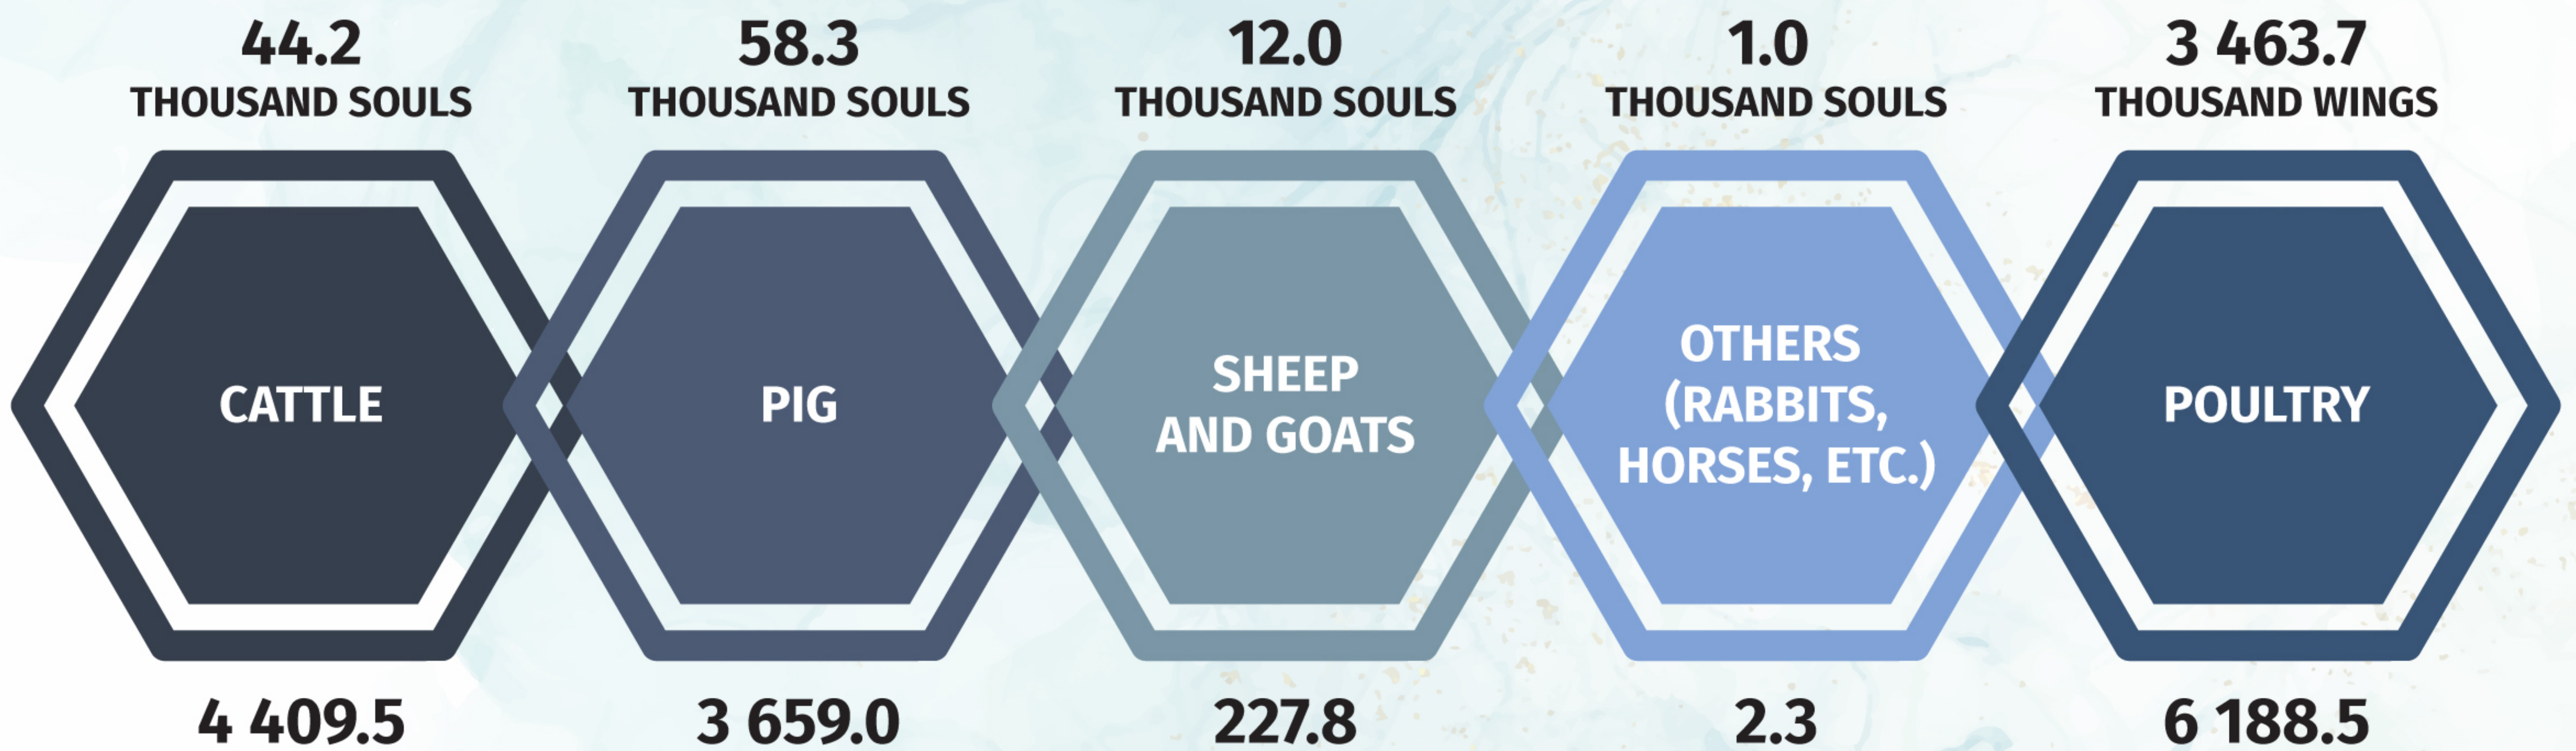 44.2
THOUSAND SOULS
58.3
THOUSAND SOULS
12.0
THOUSAND SOULS
1.0
THOUSAND SOULS
3 463.7
THOUSAND WINGS
CATTLE
PIG
SHEEP
AND GOATS
OTHERS
(RABBITS,
HORSES, ETC.)
POULTRY
4 409.5
3 659.0
227.8
2.3
6 188.5